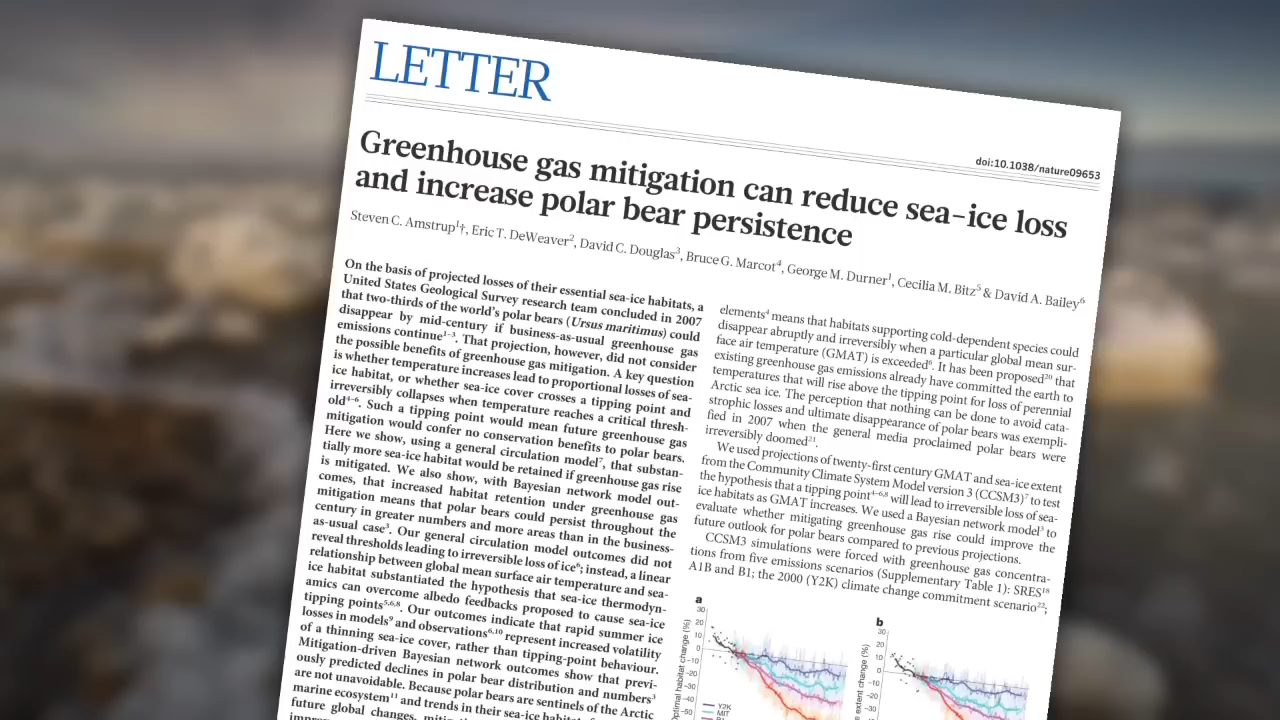 LETTER
doi:10.1038/nature09653
Greenhouse gas mitigation can reduce sea-ice loss
and increase polar bear persistence
Steven C. Amstrup¹†, Eric T. DeWeaver², David C. Douglas³, Bruce G. Marcot⁴, George M. Durner¹, Cecilia M. Bitz⁵ & David A. Bailey⁶
On the basis of projected losses of their essential sea-ice habitats, a
United States Geological Survey research team concluded in 2007
that two-thirds of the world's polar bears (Ursus maritimus) could
disappear by mid-century if business-as-usual greenhouse gas
emissions continue¹⁻³. That projection, however, did not consider
the possible benefits of greenhouse gas mitigation. A key question
is whether temperature increases lead to proportional losses of sea-
ice habitat, or whether sea-ice cover crosses a tipping point and
irreversibly collapses when temperature reaches a critical thresh-
old⁴⁻⁶. Such a tipping point would mean future greenhouse gas
mitigation would confer no conservation benefits to polar bears.
Here we show, using a general circulation model⁷, that substan-
tially more sea-ice habitat would be retained if greenhouse gas rise
is mitigated. We also show, with Bayesian network model out-
comes, that increased habitat retention under greenhouse gas
mitigation means that polar bears could persist throughout the
century in greater numbers and more areas than in the business-
as-usual case³. Our general circulation model outcomes did not
reveal thresholds leading to irreversible loss of ice⁶; instead, a linear
relationship between global mean surface air temperature and sea-
ice habitat substantiated the hypothesis that sea-ice thermodyn-
amics can overcome albedo feedbacks proposed to cause sea-ice
tipping points⁵,⁶,⁸. Our outcomes indicate that rapid summer ice
losses in models⁹ and observations⁶,¹⁰ represent increased volatility
of a thinning sea-ice cover, rather than tipping-point behaviour.
Mitigation-driven Bayesian network outcomes show that previ-
ously predicted declines in polar bear distribution and numbers³
are not unavoidable. Because polar bears are sentinels of the Arctic
marine ecosystem¹¹ and trends in their sea-ice
future global changes,
elements⁴ means that habitats supporting cold-dependent species could
disappear abruptly and irreversibly when a particular global mean sur-
face air temperature (GMAT) is exceeded⁶. It has been proposed²⁰ that
existing greenhouse gas emissions already have committed the earth to
temperatures that will rise above the tipping point for loss of perennial
Arctic sea ice. The perception that nothing can be done to avoid cata-
strophic losses and ultimate disappearance of polar bears was exempli-
fied in 2007 when the general media proclaimed polar bears were
irreversibly doomed²¹.
We used projections of twenty-first century GMAT and sea-ice extent
from the Community Climate System Model version 3 (CCSM3)⁷ to test
the hypothesis that a tipping point⁴⁻⁶,⁸ will lead to irreversible loss of sea-
ice habitats as GMAT increases. We used a Bayesian network model³ to
evaluate whether mitigating greenhouse gas rise could improve the
future outlook for polar bears compared to previous projections.
CCSM3 simulations were forced with greenhouse gas concentra-
tions from five emissions scenarios (Supplementary Table 1): SRES¹⁸
A1B and B1; the 2000 (Y2K) climate change commitment scenario²²;
a
30
20
10
0
-10
-20
-30
-40
-50
Optimal habitat change (%)
Y2K
MIT
b
30
20
10
0
-10
-20
-30
extent change (%)